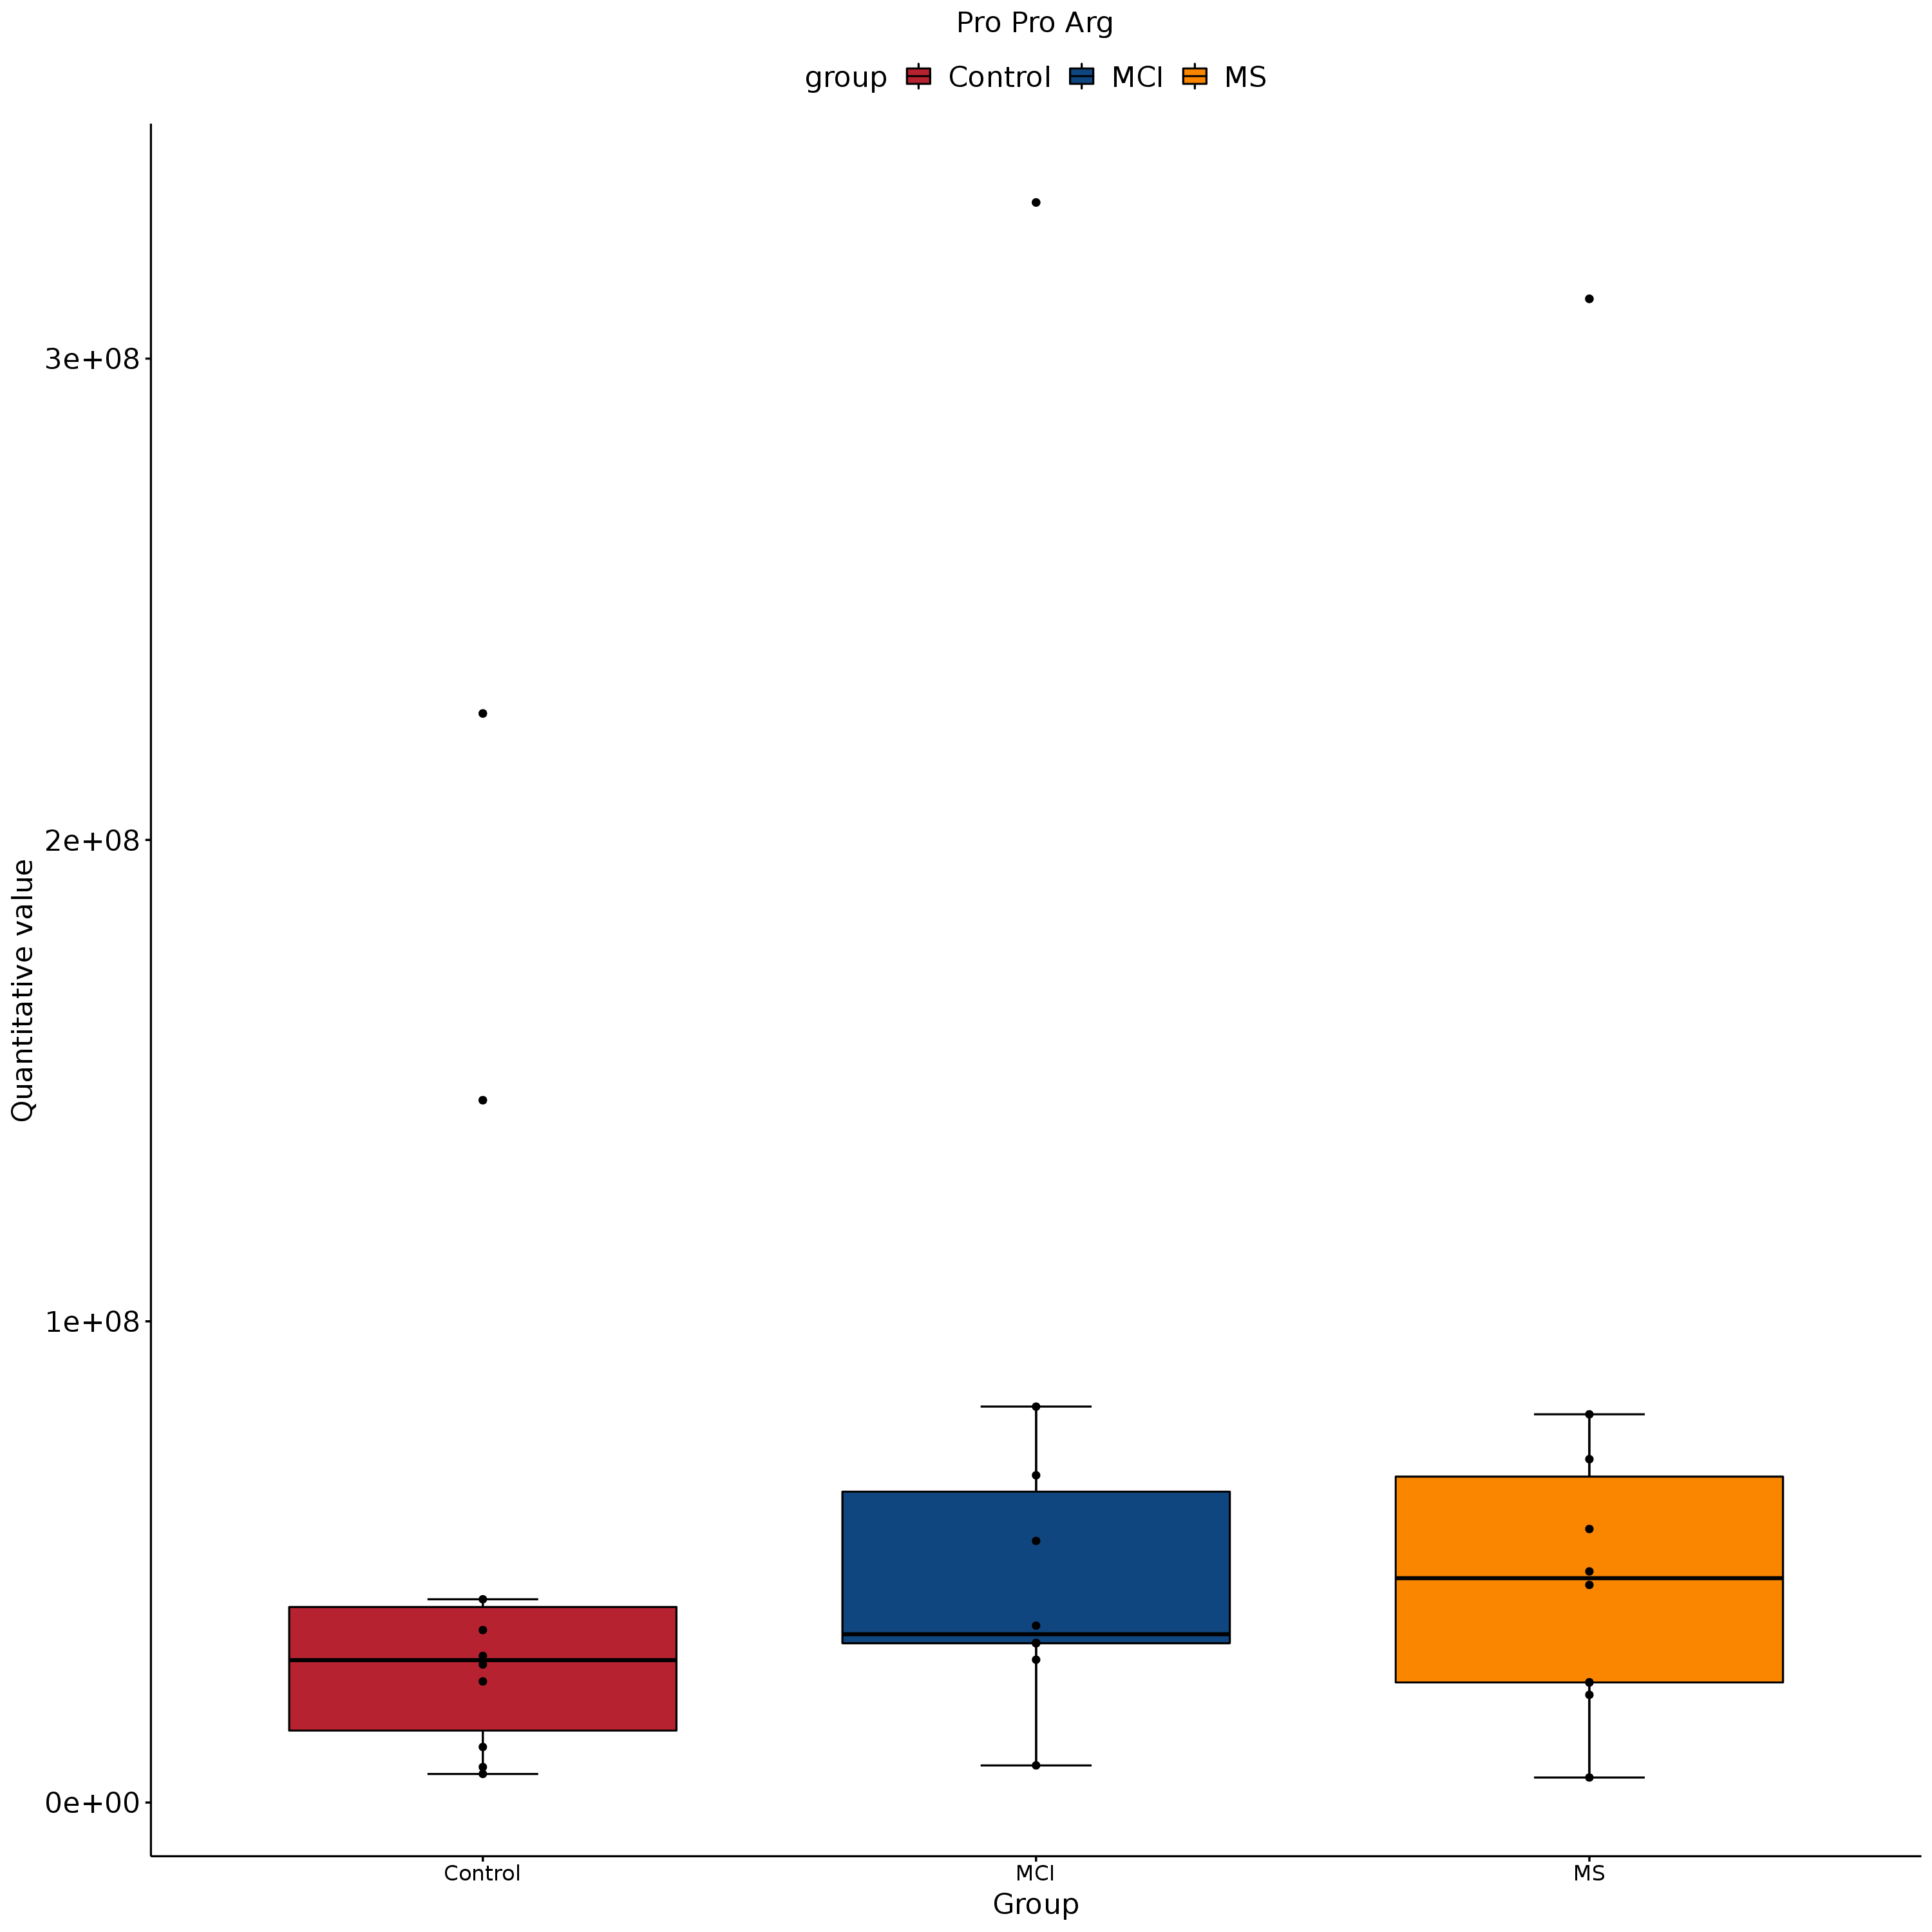 Pro Pro Arg
group Control MCI MS
3e+08
2e+08
1e+08
0e+00
Quantitative value
Control MCI MS
Group